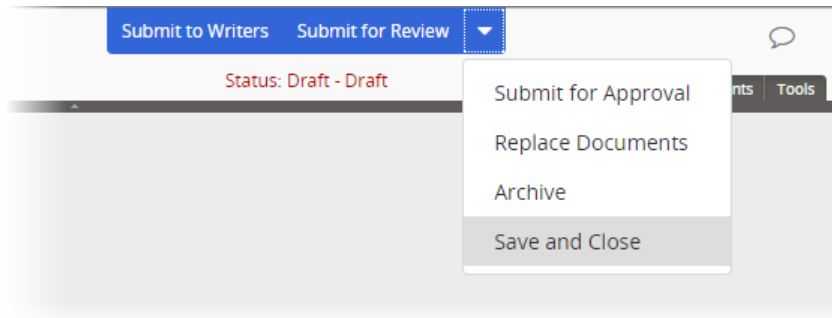 Submit to Writers Submit for Review
Status: Draft - Draft
Submit for Approval
nts Tools
Replace Documents
Archive
Save and Close